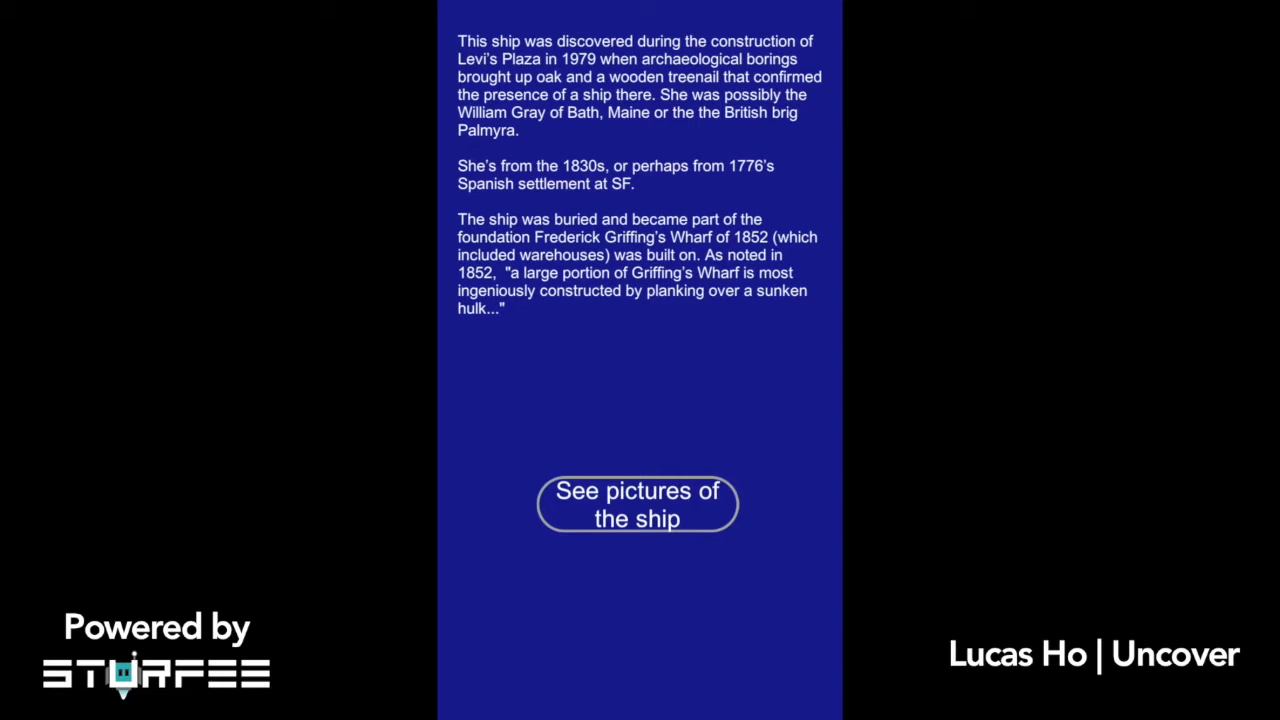 This ship was discovered during the construction of
Levi's Plaza in 1979 when archaeological borings
brought up oak and a wooden treenail that confirmed
the presence of a ship there. She was possibly the
William Gray of Bath, Maine or the the British brig
Palmyra.
She's from the 1830s, or perhaps from 1776's
Spanish settlement at SF.
The ship was buried and became part of the
foundation Frederick Griffing's Wharf of 1852 (which
included warehouses) was built on. As noted in
1852,  "a large portion of Griffing's Wharf is most
ingeniously constructed by planking over a sunken
hulk..."
See pictures of
the ship
Powered by
STURFEE
Lucas Ho | Uncover